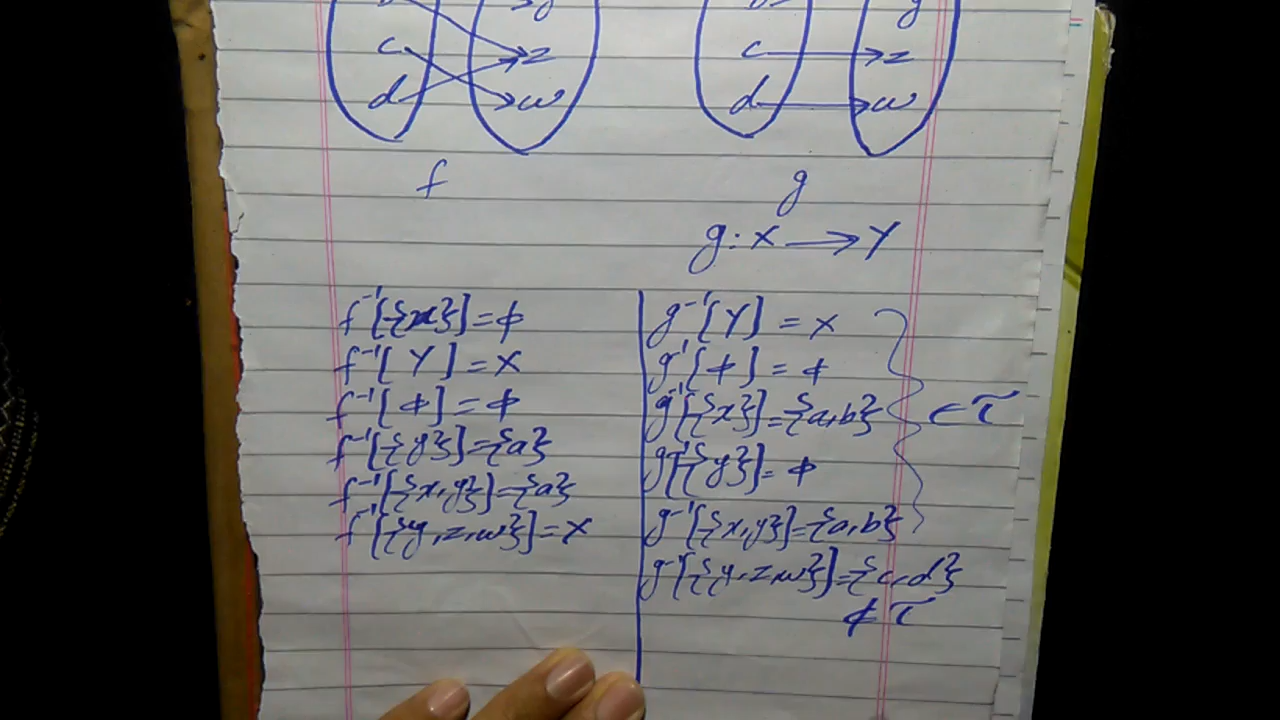 y
y
c
z
c → z
d
w
d → w
f
g
g : X → Y
f⁻¹[{x}] = ϕ
f⁻¹[Y] = X
f⁻¹[ϕ] = ϕ
f⁻¹[{y}] = {a}
f⁻¹[{x,y}] = {a}
f⁻¹[{y,z,w}] = X
g⁻¹[Y] = X
g⁻¹[ϕ] = ϕ
g⁻¹[{x}] = {a,b}
∈ τ
g⁻¹[{y}] = ϕ
g⁻¹[{x,y}] = {a,b}
g⁻¹[{y,z,w}] = {c,d}
∉ τ